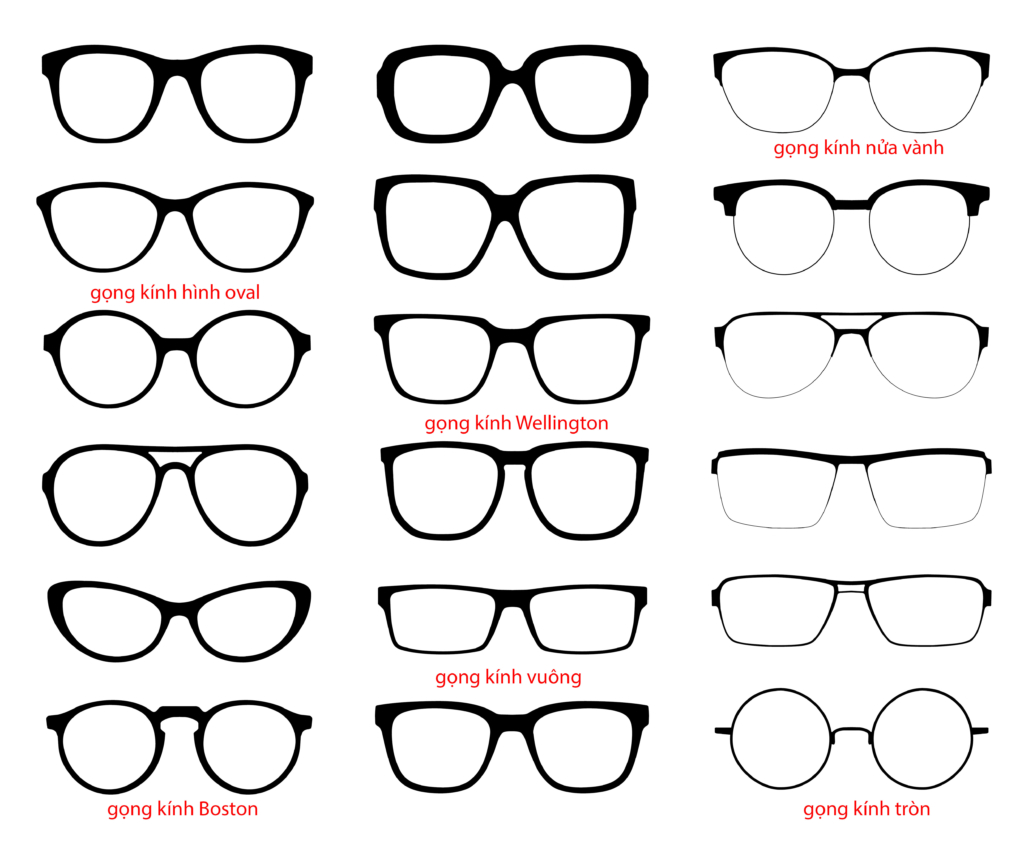 gọng kính nửa vành
gọng kính hình oval
gọng kính Wellington
gọng kính vuông
gọng kính Boston
gọng kính tròn